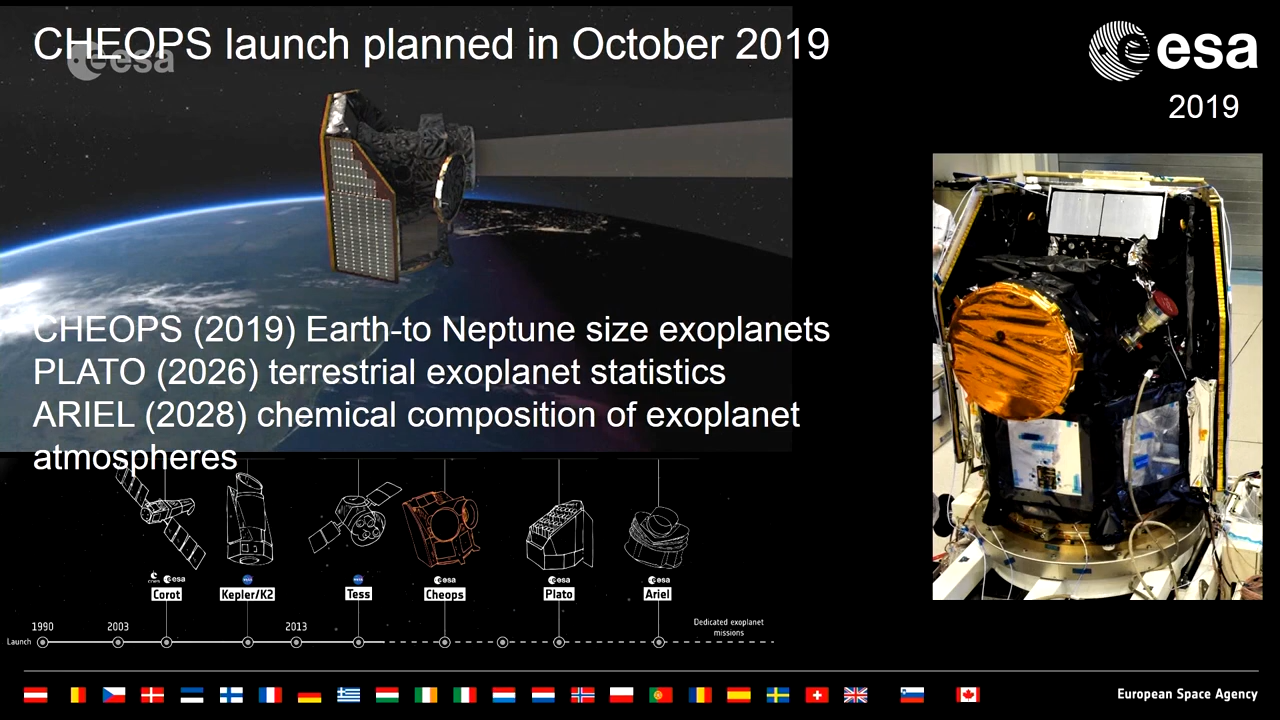 CHEOPS launch planned in October 2019
esa
esa
2019
CHEOPS (2019) Earth-to Neptune size exoplanets
PLATO (2026) terrestrial exoplanet statistics
ARIEL (2028) chemical composition of exoplanet
atmospheres
cnes esa
esa
esa
esa
Corot
Kepler/K2
Tess
Cheops
Plato
Ariel
1990
2003
2013
Dedicated exoplanet
missions
Launch
European Space Agency